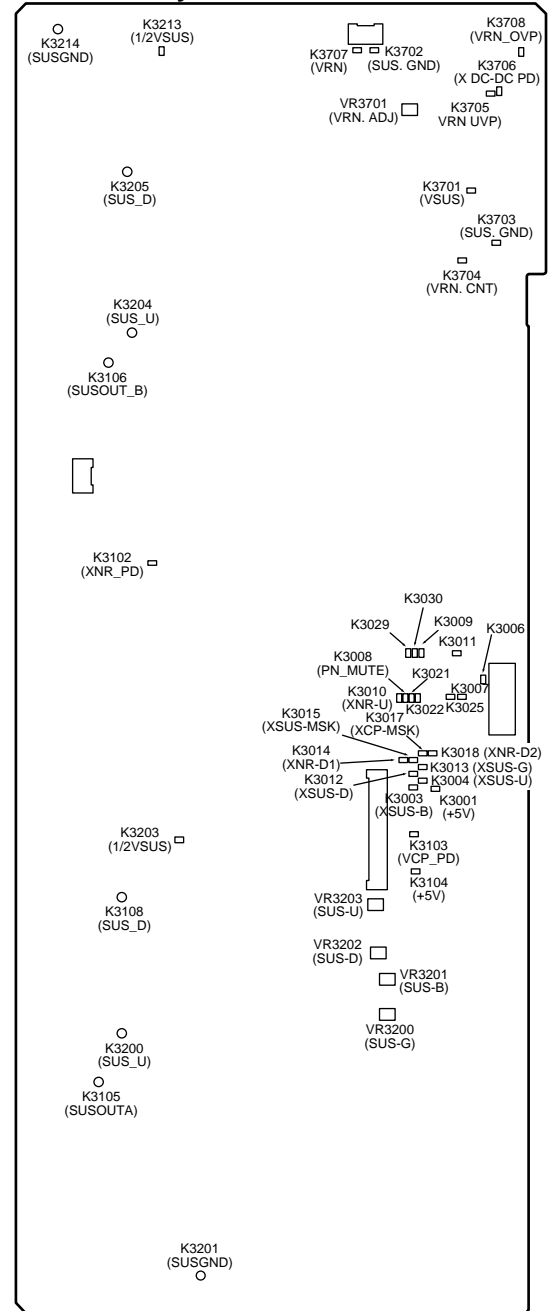 K3213
(1/2VSUS)
K3214
(SUSGND)
K3707
(VRN)
K3702
(SUS. GND)
K3708
(VRN_OVP)
K3706
(X DC-DC PD)
VR3701
(VRN. ADJ)
K3705
VRN UVP)
K3205
(SUS_D)
K3701
(VSUS)
K3703
(SUS. GND)
K3704
(VRN. CNT)
K3204
(SUS_U)
K3106
(SUSOUT_B)
K3102
(XNR_PD)
K3030
K3029
K3009
K3011
K3006
K3008
(PN_MUTE)
K3021
K3010
(XNR-U)
K3022
K3007
K3025
K3015
(XSUS-MSK)
K3017
(XCP-MSK)
K3014
(XNR-D1)
K3018 (XNR-D2)
K3013 (XSUS-G)
K3012
(XSUS-D)
K3004 (XSUS-U)
K3003
(XSUS-B)
K3001
(+5V)
K3203
(1/2VSUS)
K3103
(VCP_PD)
K3104
(+5V)
K3108
(SUS_D)
VR3203
(SUS-U)
VR3202
(SUS-D)
VR3201
(SUS-B)
VR3200
(SUS-G)
K3200
(SUS_U)
K3105
(SUSOUTA)
K3201
(SUSGND)